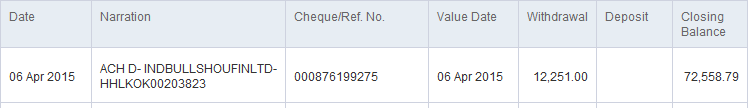 Date Narration Cheque/Ref. No. Value Date Withdrawal Deposit Closing Balance
06 Apr 2015 ACH D- INDBULLSHOUFINLTD- 000876199275 06 Apr 2015 12,251.00 72,558.79
HHLKOK00203823